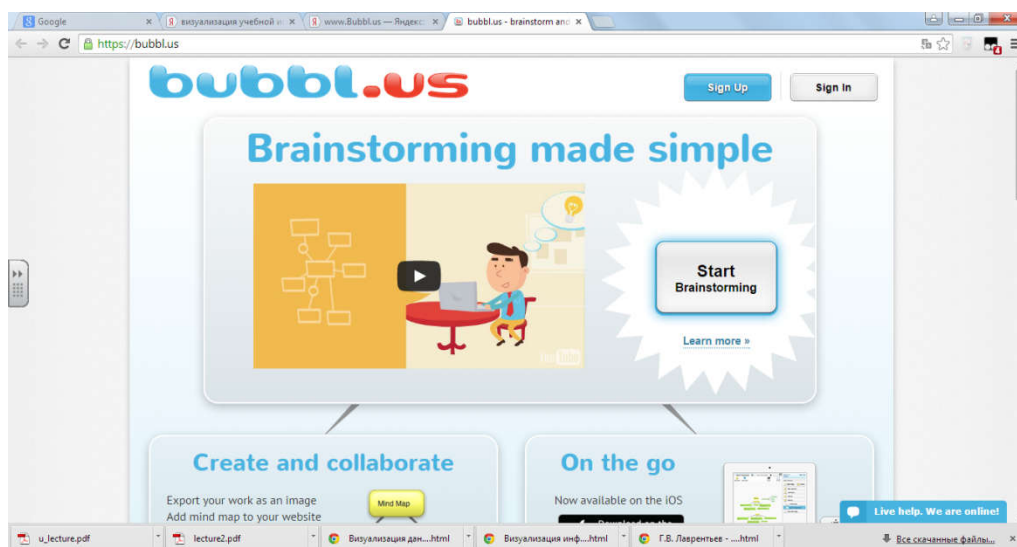 Google
визуализация учебной и
www.Bubbl.us — Яндекс:
bubbl.us - brainstorm and
https://bubbl.us
bubbl.us
Sign Up
Sign In
Brainstorming made simple
Start
Brainstorming
Learn more »
Create and collaborate
Export your work as an image
Add mind map to your website
Mind Map
On the go
Now available on the iOS
Download on the
Live help. We are online!
u_lecture.pdf
lecture2.pdf
Визуализация дан....html
Визуализация инф....html
Г.В. Лаврентьев - ....html
Все скачанные файлы...